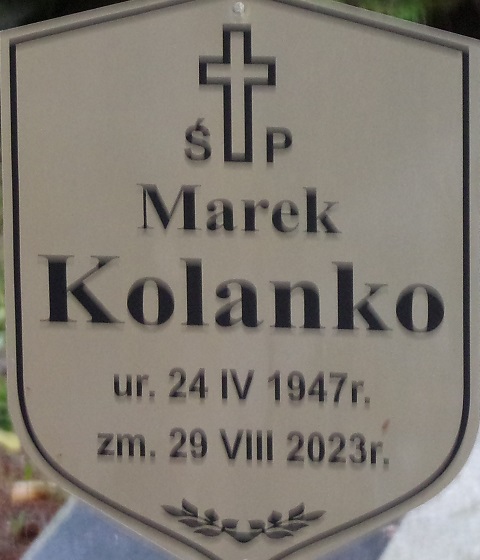 Ś P
Marek
Kolanko
ur. 24 IV 1947r.
zm. 29 VIII 2023r.